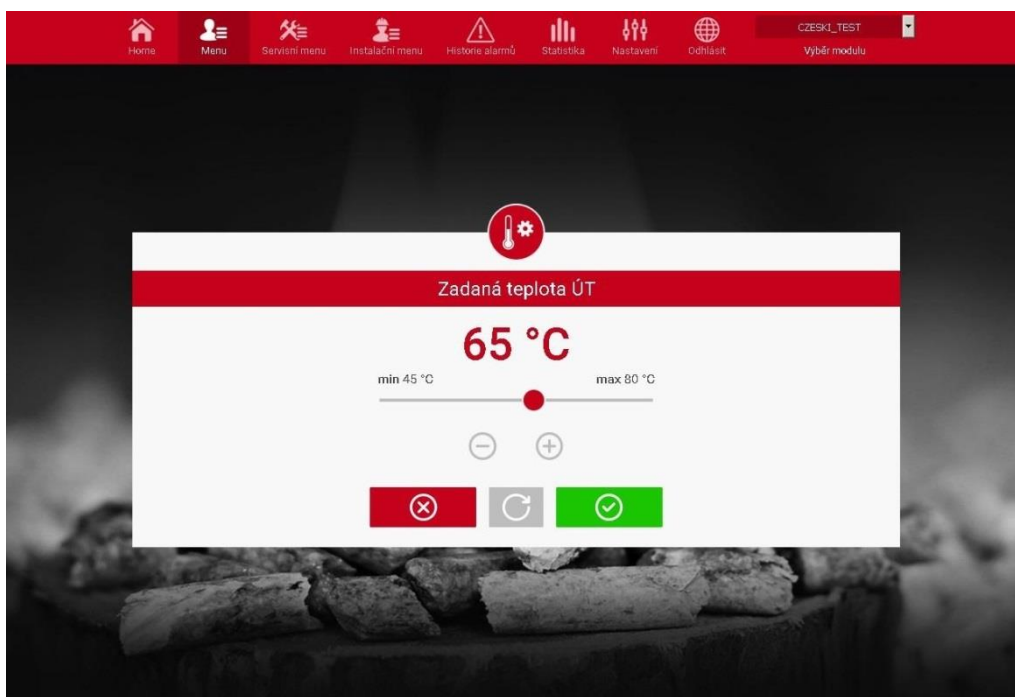 Home
Menu
Servisní menu
Instalační menu
Historie alarmů
Statistika
Nastavení
Odhlásit
CZESKI_TEST
Výběr modulu
Zadaná teplota ÚT
65 °C
min 45 °C
max 80 °C